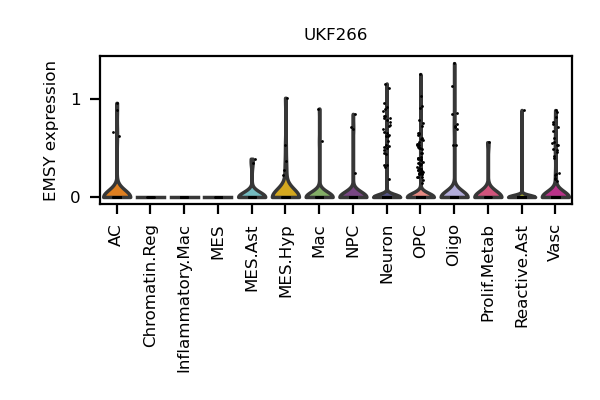 UKF266
EMSY expression
1
0
AC
Chromatin.Reg
Inflammatory.Mac
MES
MES.Ast
MES.Hyp
Mac
NPC
Neuron
OPC
Oligo
Prolif.Metab
Reactive.Ast
Vasc